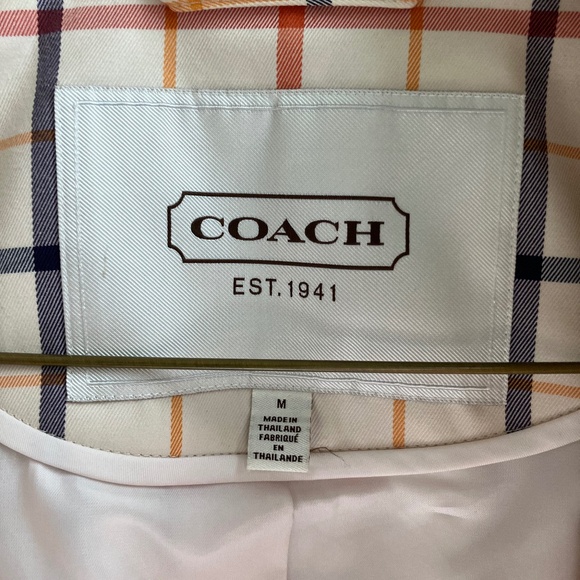 COACH
EST. 1941
M
MADE IN
THAILAND
FABRIQUÉ
EN
THAILANDE